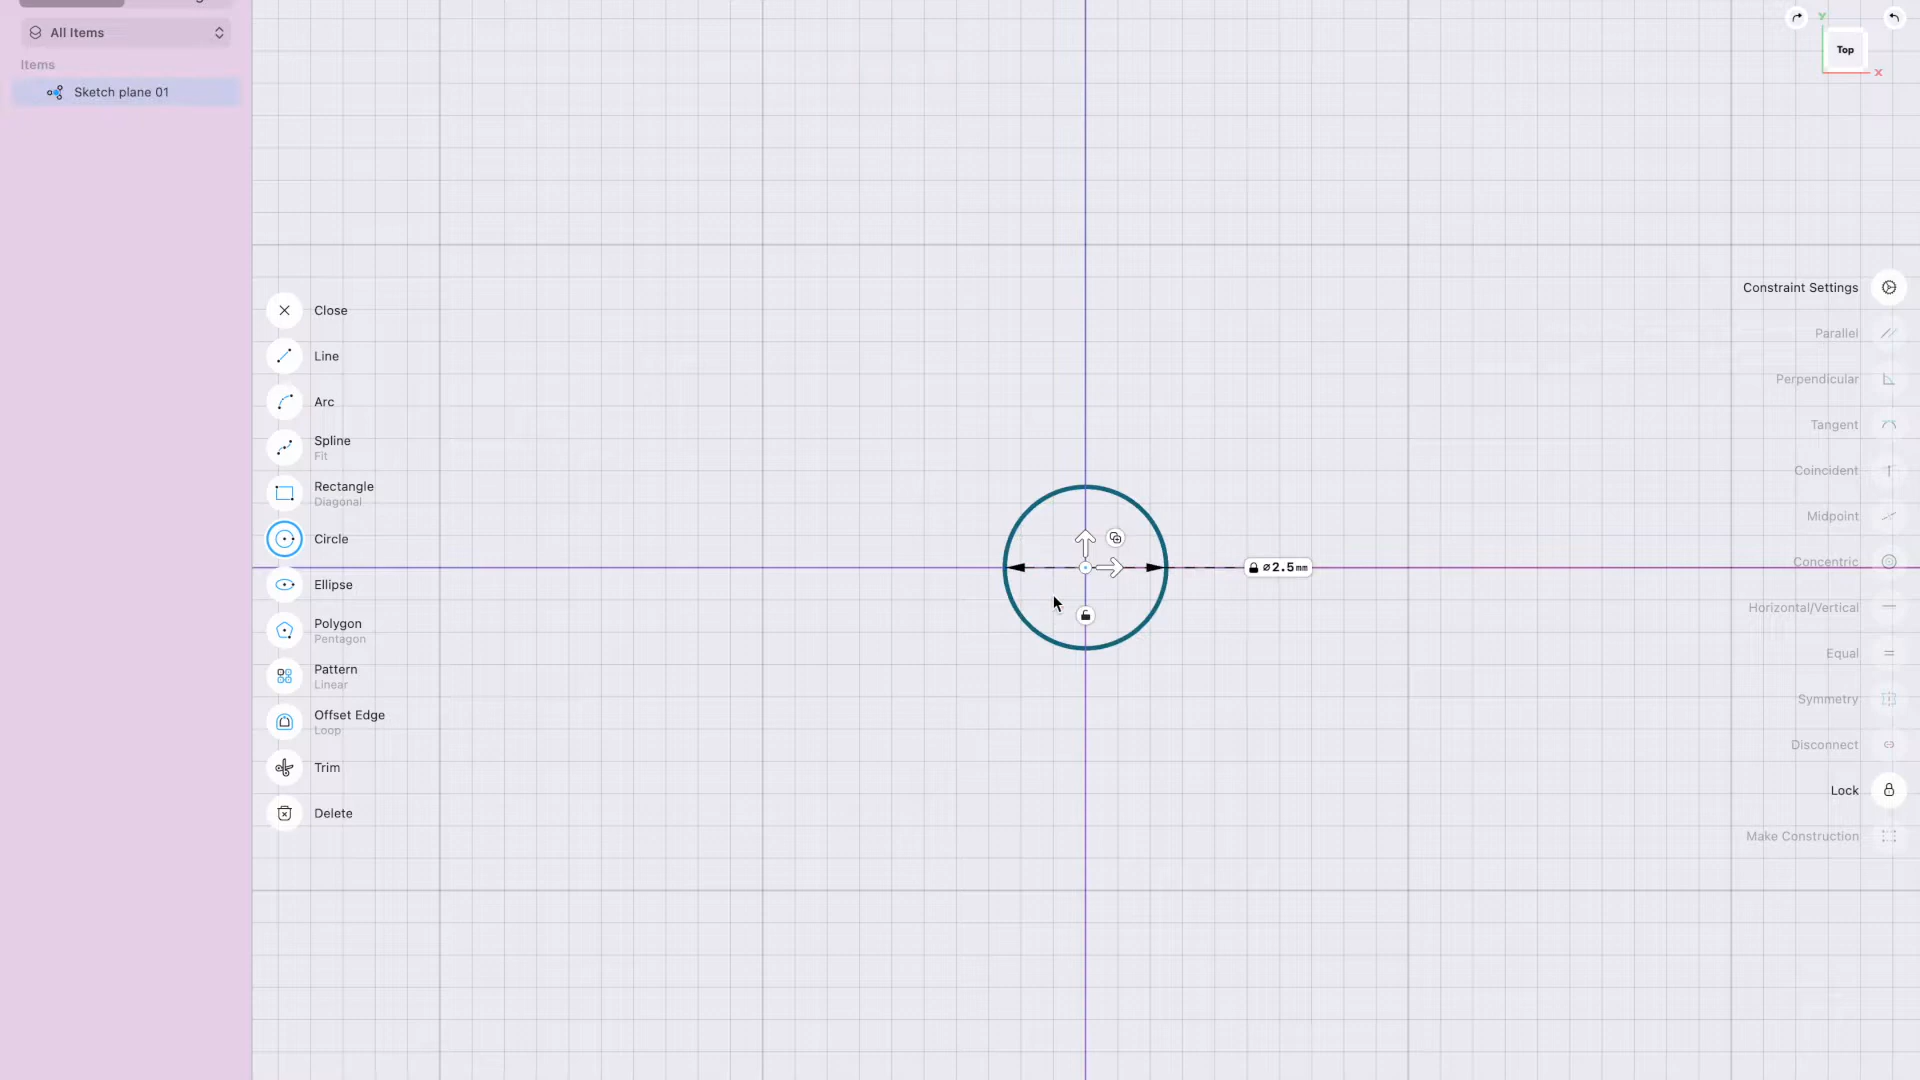 All Items
Items
Sketch plane 01
Y
Top
X
Close
Line
Arc
Spline
Fit
Rectangle
Diagonal
Circle
Ellipse
Polygon
Pentagon
Pattern
Linear
Offset Edge
Loop
Trim
Delete
⌀2.5mm
Constraint Settings
Parallel
Perpendicular
Tangent
Coincident
Midpoint
Concentric
Horizontal/Vertical
Equal
Symmetry
Disconnect
Lock
Make Construction